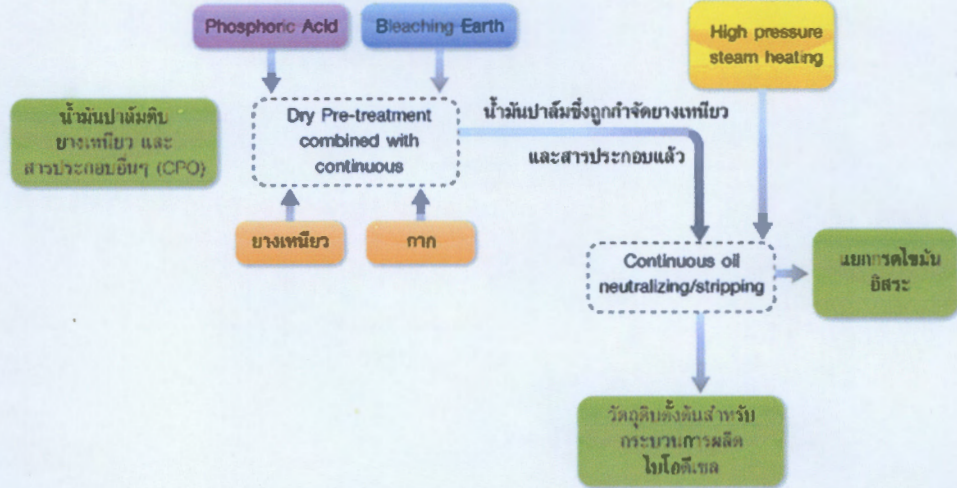 Phosphoric Acid
Bleaching Earth
High pressure
steam heating
น้ำมันปาล์มดิบ
ยางเหนียว และ
สารประกอบอื่นๆ (CPO)
Dry Pre-treatment
combined with
continuous
น้ำมันปาล์มซึ่งถูกกำจัดยางเหนียว
และสารประกอบแล้ว
ยางเหนียว
กาก
Continuous oil
neutralizing/stripping
แยกกรดไขมัน
อิสระ
วัตถุดิบตั้งต้นสำหรับ
กระบวนการผลิต
ไบโอดีเซล